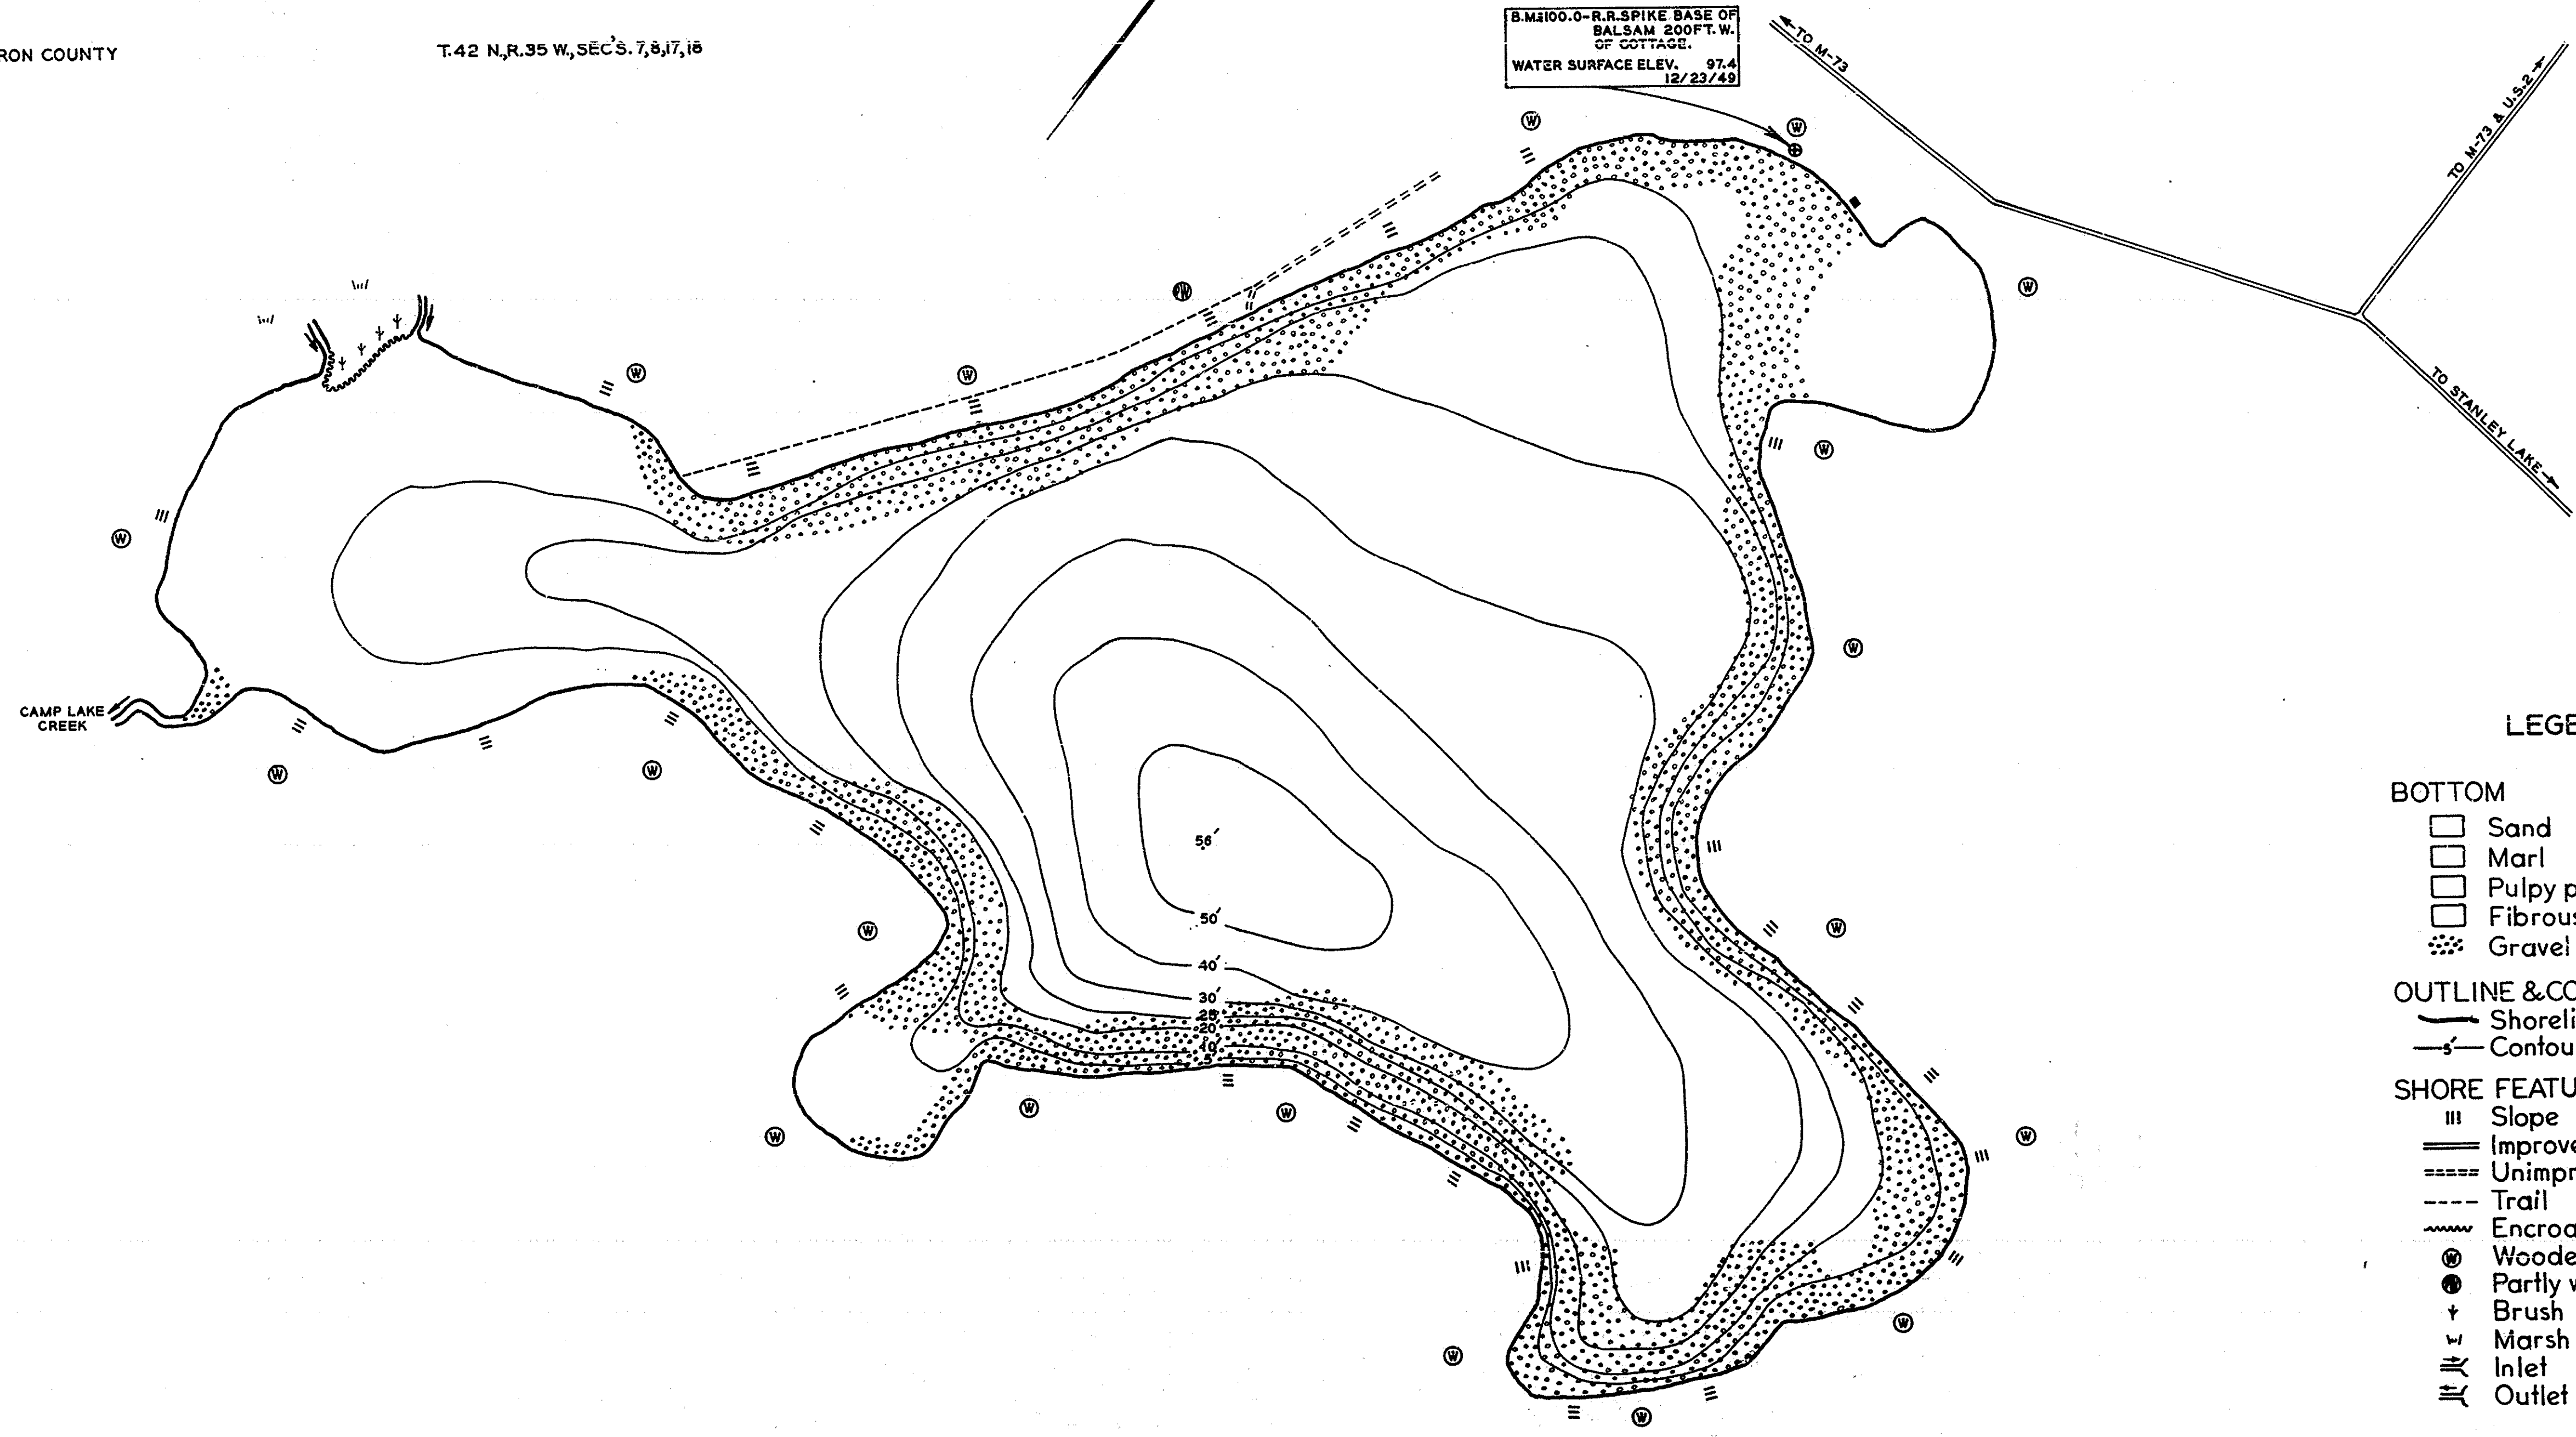 RON COUNTY
T.42 N.,R.35 W.,SEC'S. 7,8,17,18
B.M.=100.0-R.R.SPIKE BASE OF
BALSAM 200FT. W.
OF COTTAGE.
WATER SURFACE ELEV. 97.4
12/23/49
TO M-73
TO M-73 & U.S.2
TO STANLEY LAKE
CAMP LAKE
CREEK
56'
50'
40'
30'
25'
20'
10'
5'
LEGE
BOTTOM
Sand
Marl
Pulpy p
Fibrous
Gravel
OUTLINE & CO
Shoreli
5' Contou
SHORE FEATU
Slope
Improve
Unimpr
Trail
Encroa
W Woode
Partly w
Brush
Marsh
Inlet
Outlet